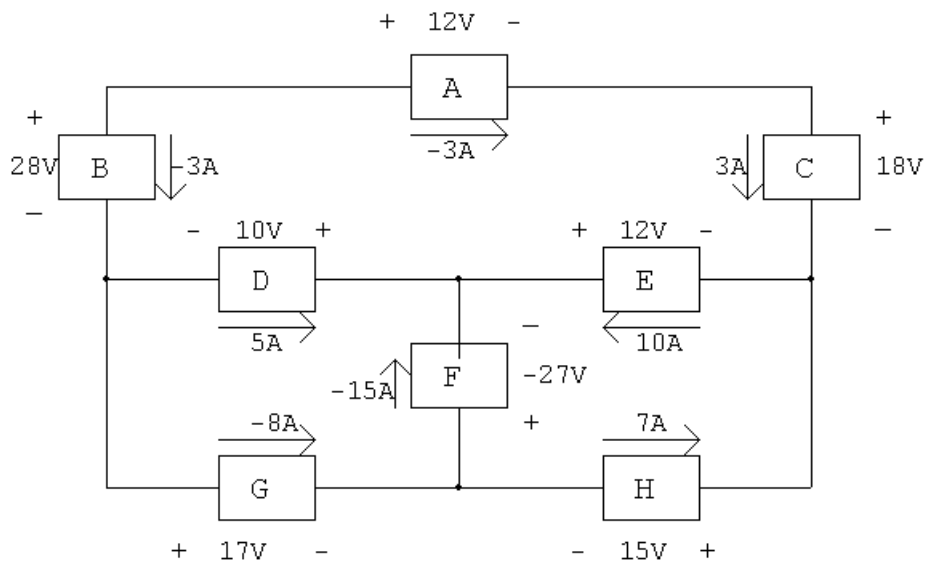 + 12V -
A
-3A
+
28V
–
B
-3A
3A
C
+
18V
–
- 10V +
D
5A
+ 12V -
E
10A
–
-27V
+
F
-15A
-8A
G
+ 17V -
7A
H
- 15V +